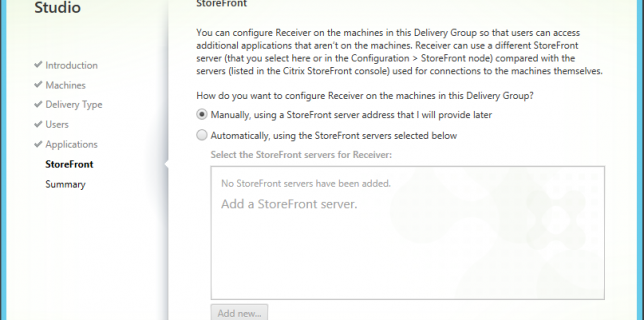 Studio
Introduction
Machines
Delivery Type
Users
Applications
StoreFront
Summary
StoreFront
You can configure Receiver on the machines in this Delivery Group so that users can access
additional applications that aren't on the machines. Receiver can use a different StoreFront
server (that you select here or in the Configuration > StoreFront node) compared with the
servers (listed in the Citrix StoreFront console) used for connections to the machines themselves.
How do you want to configure Receiver on the machines in this Delivery Group?
Manually, using a StoreFront server address that I will provide later
Automatically, using the StoreFront servers selected below
Select the StoreFront servers for Receiver:
No StoreFront servers have been added.
Add a StoreFront server.
Add new...